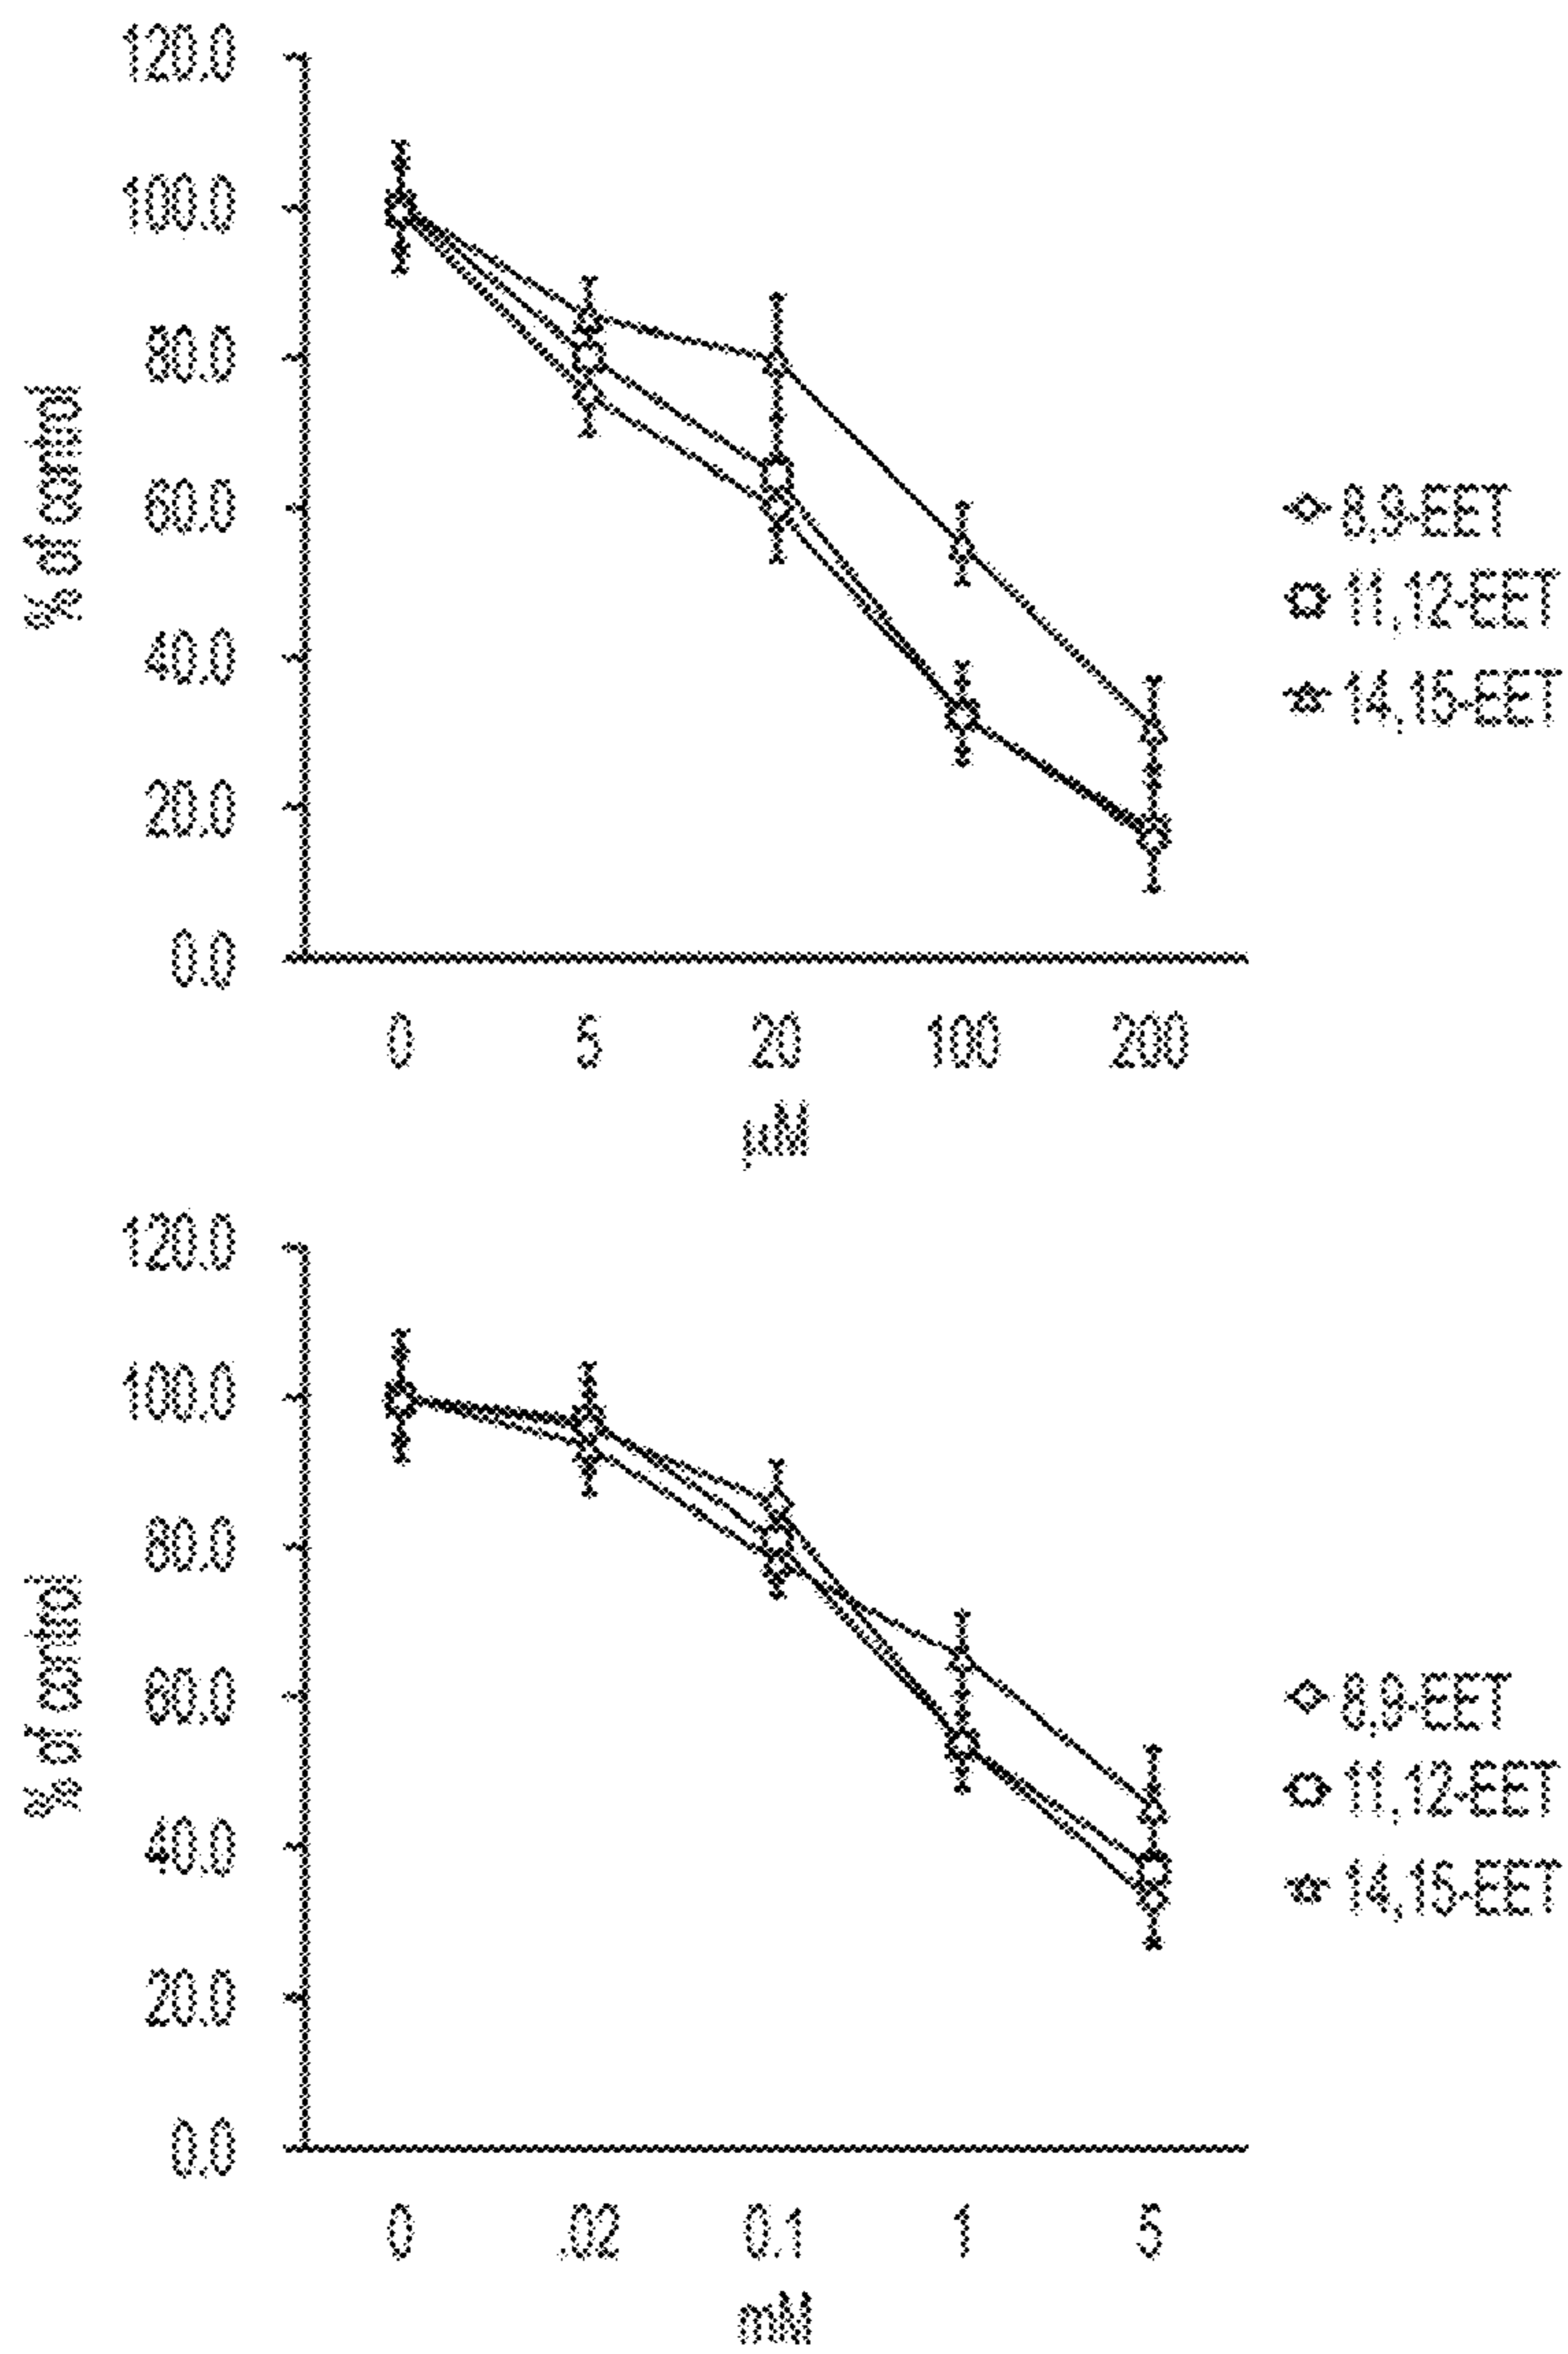 120.0
100.0
80.0
60.0
40.0
20.0
0.0
% of control
0 5 20 100 200
µM
8,9-EET
11,12-EET
14,15-EET
120.0
100.0
80.0
60.0
40.0
20.0
0.0
% of control
0 .02 0.1 1 5
mM
8,9-EET
11,12-EET
14,15-EET